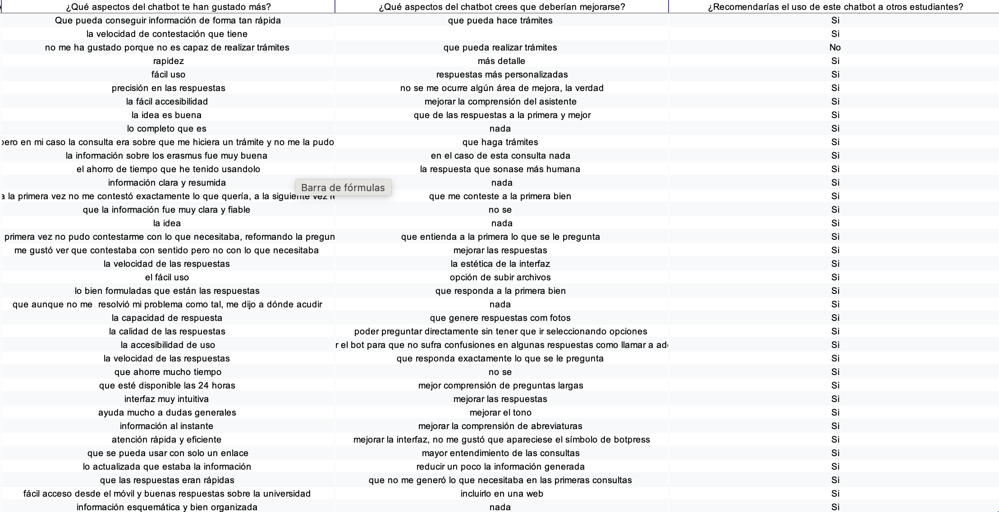 ¿Qué aspectos del chatbot te han gustado más? ¿Qué aspectos del chatbot crees que deberían mejorarse? ¿Recomendarías el uso de este chatbot a otros estudiantes?
Que pueda conseguir información de forma tan rápida que pueda hace trámites Si
la velocidad de contestación que tiene Si
no me ha gustado porque no es capaz de realizar trámites que pueda realizar trámites No
rapidez más detalle Si
fácil uso respuestas más personalizadas Si
precisión en las respuestas no se me ocurre algún área de mejora, la verdad Si
la fácil accesibilidad mejorar la comprensión del asistente Si
la idea es buena que de las respuestas a la primera y mejor Si
lo completo que es nada Si
pero en mi caso la consulta era sobre que me hiciera un trámite y no me la pudo que haga trámites Si
la información sobre los erasmus fue muy buena en el caso de esta consulta nada Si
el ahorro de tiempo que he tenido usandolo la respuesta que sonase más humana Si
información clara y resumida nada Si
Barra de fórmulas
a la primera vez no me contestó exactamente lo que quería, a la siguiente vez que me conteste a la primera bien Si
que la información fue muy clara y fiable no se Si
la idea nada Si
primera vez no pudo contestarme con lo que necesitaba, reformando la pregun que entienda a la primera lo que se le pregunta Si
me gustó ver que contestaba con sentido pero no con lo que necesitaba mejorar las respuestas Si
la velocidad de las respuestas la estética de la interfaz Si
el fácil uso opción de subir archivos Si
lo bien formuladas que están las respuestas que responda a la primera bien Si
que aunque no me  resolvió mi problema como tal, me dijo a dónde acudir nada Si
la capacidad de respuesta que genere respuestas com fotos Si
la calidad de las respuestas poder preguntar directamente sin tener que ir seleccionando opciones Si
la accesibilidad de uso r el bot para que no sufra confusiones en algunas respuestas como llamar a Si
la velocidad de las respuestas que responda exactamente lo que se le pregunta Si
que ahorre mucho tiempo no se Si
que esté disponible las 24 horas mejor comprensión de preguntas largas Si
interfaz muy intuitiva mejorar las respuestas Si
ayuda mucho a dudas generales mejorar el tono Si
información al instante mejorar la comprensión de abreviaturas Si
atención rápida y eficiente mejorar la interfaz, no me gustó que apareciese el símbolo de botpress Si
que se pueda usar con solo un enlace mayor entendimiento de las consultas Si
lo actualizada que estaba la información reducir un poco la información generada Si
que las respuestas eran rápidas que no me generó lo que necesitaba en las primeras consultas Si
fácil acceso desde el móvil y buenas respuestas sobre la universidad incluirlo en una web Si
información esquemática y bien organizada nada Si